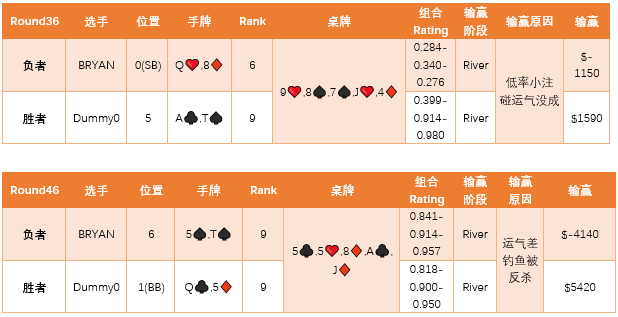 Round36 选手 位置 手牌 Rank 桌牌 组合 Rating 输赢 阶段 输赢原因 输赢
负者 BRYAN 0(SB) Q♥,8♦ 6 9♥,8♠,7♠,J♥,4♦ 0.284- 0.340- 0.276 River 低率小注 碰运气没成 $- 1150
胜者 Dummy0 5 A♣,T♠ 9 0.399- 0.914- 0.980 River $1590
Round46 选手 位置 手牌 Rank 桌牌 组合 Rating 输赢 阶段 输赢 原因 输赢
负者 BRYAN 6 5♠,T♠ 9 5♣,5♥,8♦,A♣, J♦ 0.841- 0.914- 0.957 River 运气差 钓鱼被 反杀 $-4140
胜者 Dummy0 1(BB) Q♣,5♦ 9 0.818- 0.900- 0.950 River $5420